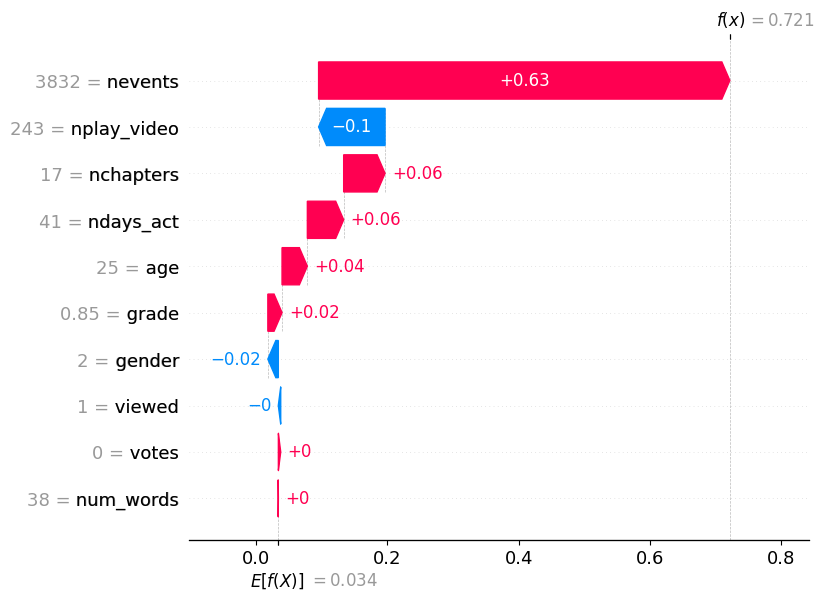 f(x) = 0.721
3832 = nevents
+0.63
243 = nplay_video
−0.1
17 = nchapters
+0.06
41 = ndays_act
+0.06
25 = age
+0.04
0.85 = grade
+0.02
2 = gender
−0.02
1 = viewed
−0
0 = votes
+0
38 = num_words
+0
0.0 0.2 0.4 0.6 0.8
E[f(X)] = 0.034